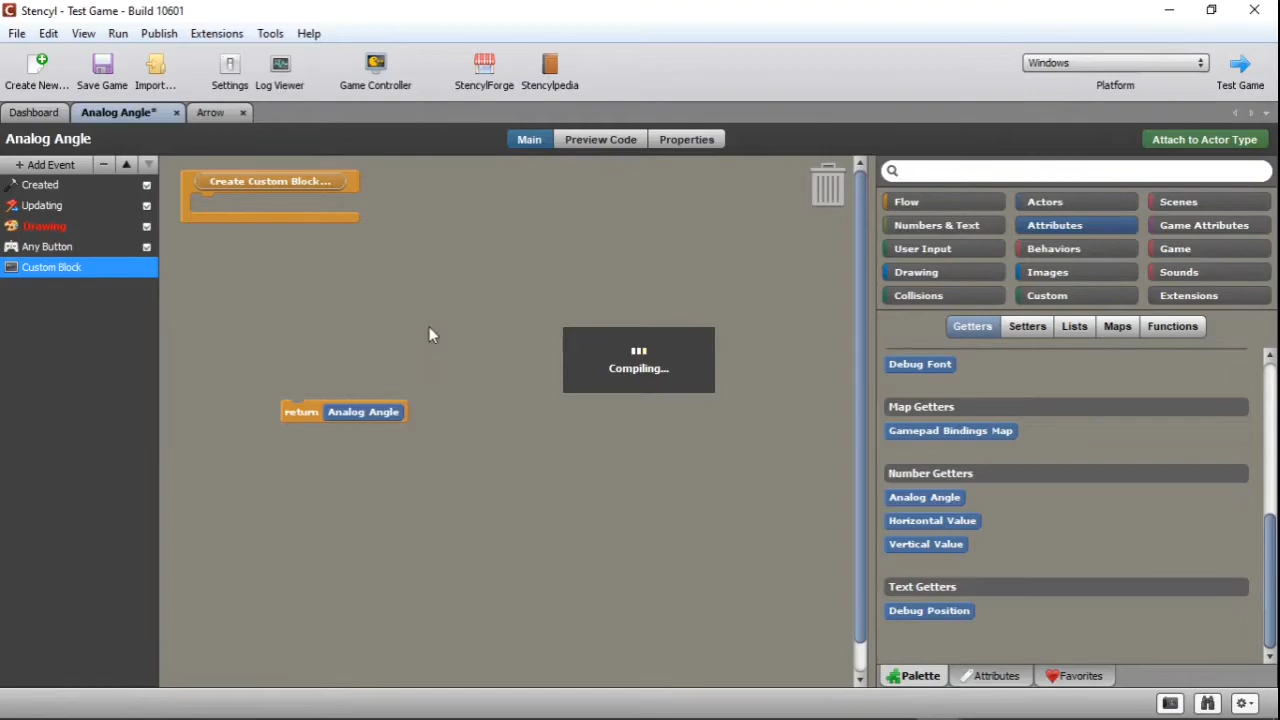 Stencyl - Test Game - Build 10601
File Edit View Run Publish Extensions Tools Help
Create New... Save Game Import... Settings Log Viewer Game Controller StencylForge Stencylpedia
Windows
Platform
Test Game
Dashboard Analog Angle* Arrow
Analog Angle
Main Preview Code Properties
Attach to Actor Type
+ Add Event
Created
Updating
Drawing
Any Button
Custom Block
Create Custom Block...
return Analog Angle
Compiling...
Flow Actors Scenes
Numbers & Text Attributes Game Attributes
User Input Behaviors Game
Drawing Images Sounds
Collisions Custom Extensions
Getters Setters Lists Maps Functions
Debug Font
Map Getters
Gamepad Bindings Map
Number Getters
Analog Angle
Horizontal Value
Vertical Value
Text Getters
Debug Position
Palette Attributes Favorites